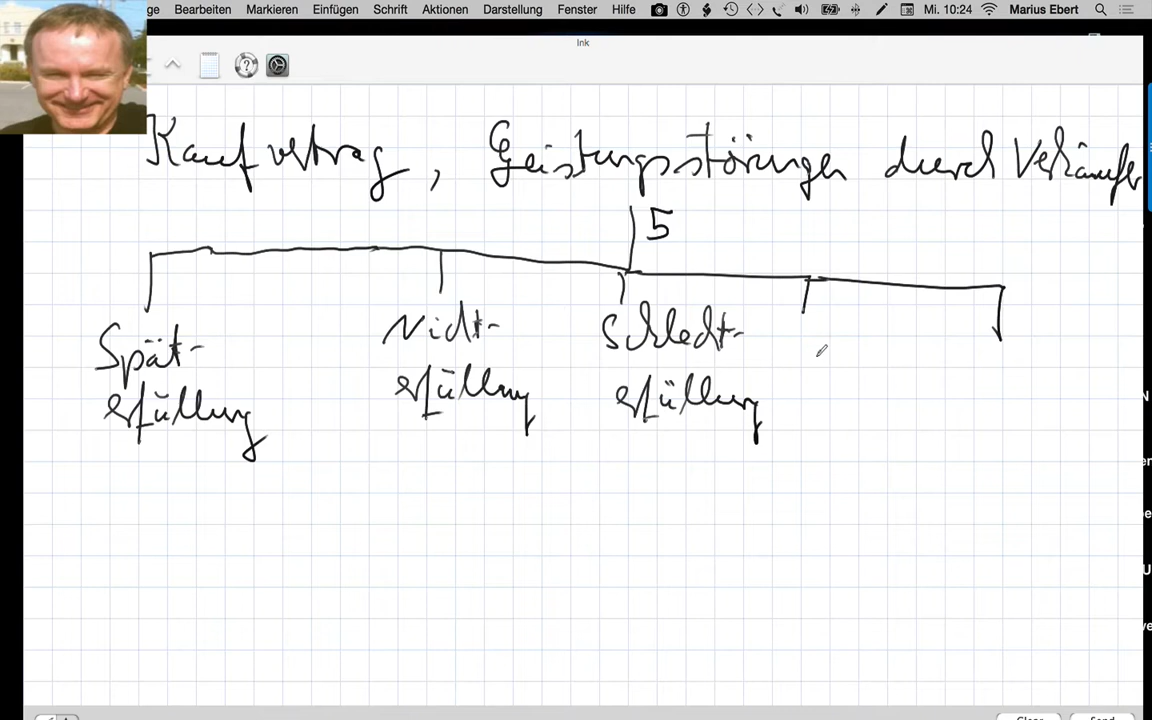 ge Bearbeiten Markieren Einfügen Schrift Aktionen Darstellung Fenster Hilfe Mi. 10:24 Marius Ebert
Ink
Kaufvertrag, Leistungsstörungen durch Verkäufer
5
Spät-
erfüllung
Nicht-
erfüllung
Schlecht-
erfüllung
Clear Send